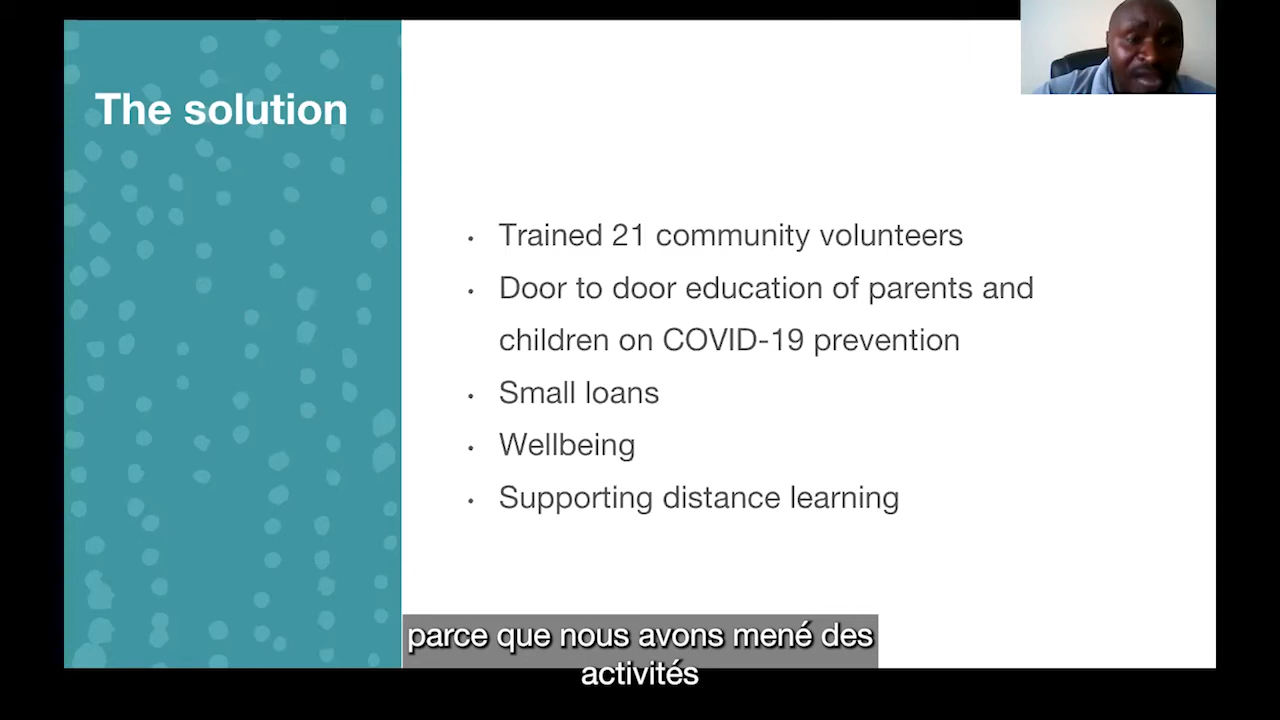 The solution
• Trained 21 community volunteers
• Door to door education of parents and
children on COVID-19 prevention
• Small loans
• Wellbeing
• Supporting distance learning
parce que nous avons mené des
activités